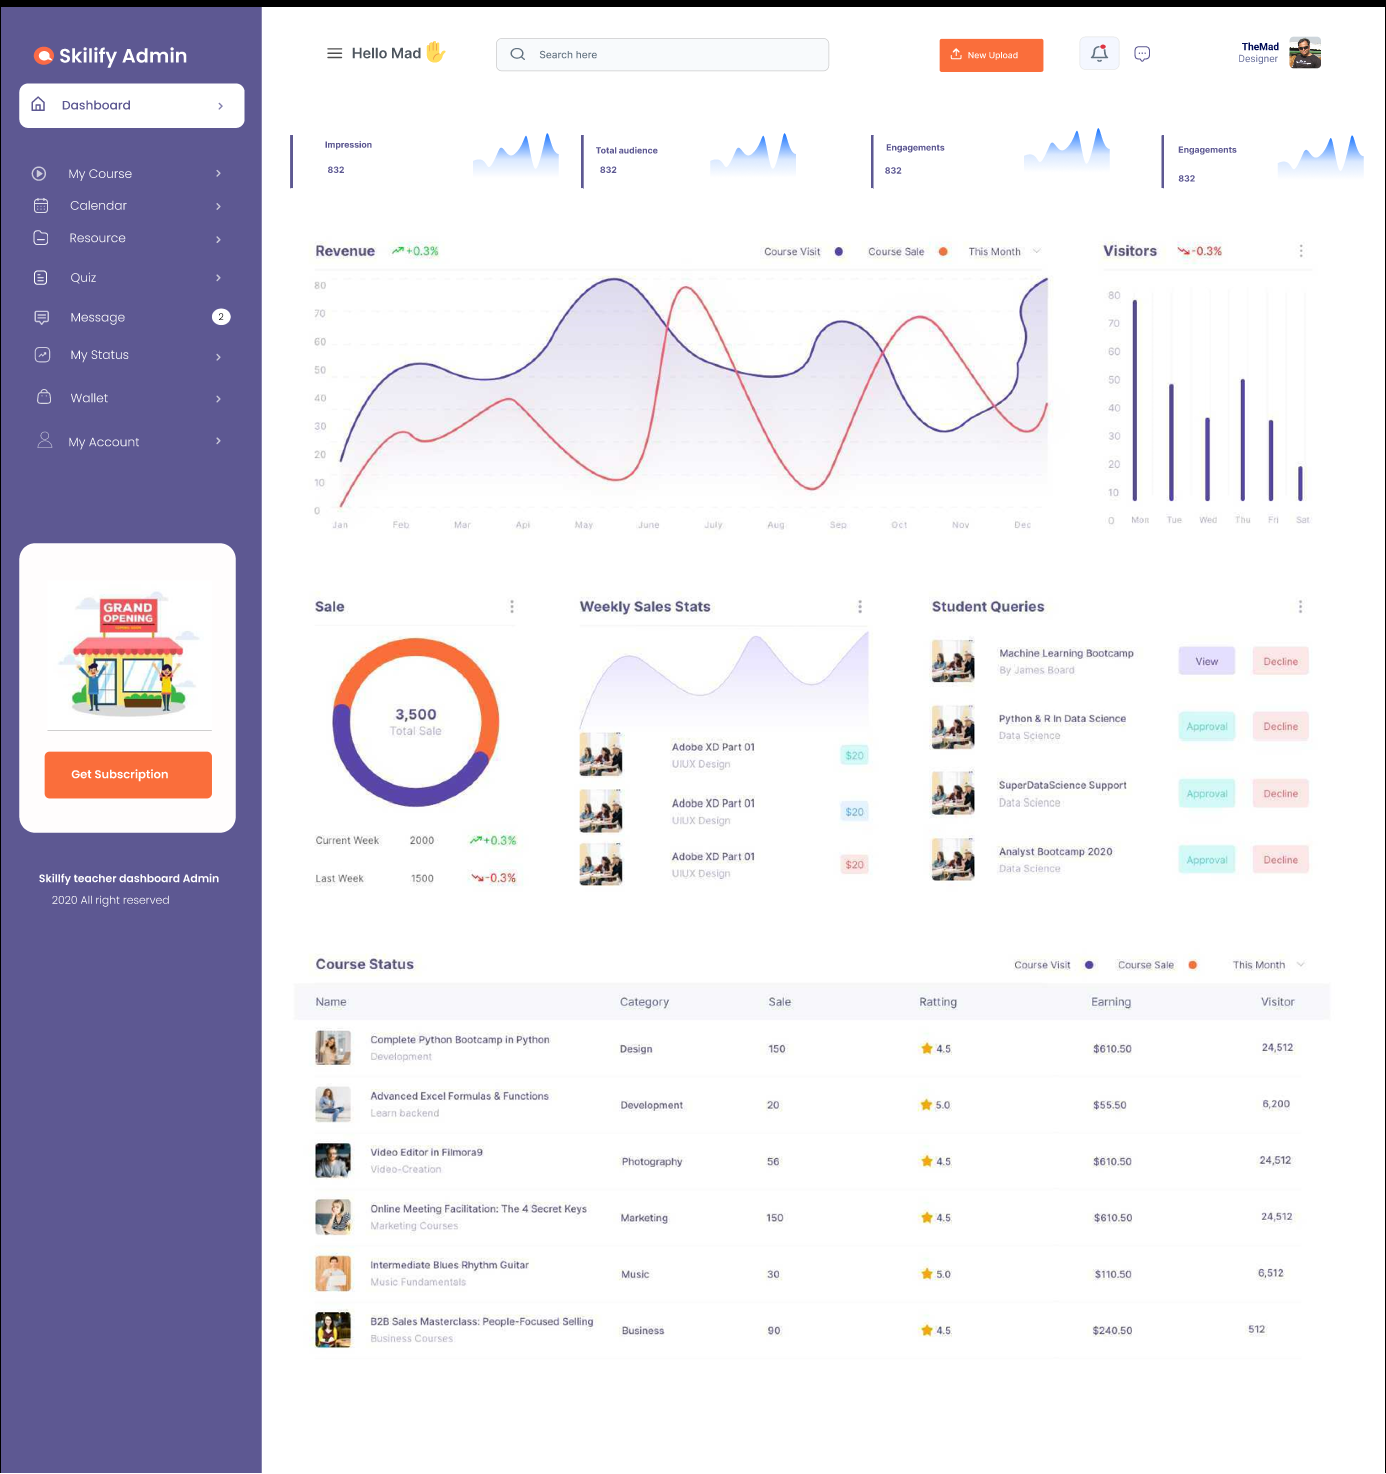 Skilify Admin
Dashboard
My Course
Calendar
Resource
Quiz
Message 2
My Status
Wallet
My Account
GRAND
OPENING
Get Subscription
Skillfy teacher dashboard Admin
2020 All right reserved
Hello Mad
Search here
New Upload
TheMad
Designer
Impression
832
Total audience
832
Engagements
832
Engagements
832
Revenue +0.3% Course Visit Course Sale This Month
80
70
60
50
40
30
20
10
0
Jan Feb Mar Apr May June July Aug Sep Oct Nov Dec
Visitors -0.3%
80
70
60
50
40
30
20
10
0 Mon Tue Wed Thu Fri Sat
Sale
3,500
Total Sale
Current Week 2000 +0.3%
Last Week 1500 -0.3%
Weekly Sales Stats
Adobe XD Part 01
UIUX Design
$20
Adobe XD Part 01
UIUX Design
$20
Adobe XD Part 01
UIUX Design
$20
Student Queries
Machine Learning Bootcamp
By James Board
View Decline
Python & R In Data Science
Data Science
Approval Decline
SuperDataScience Support
Data Science
Approval Decline
Analyst Bootcamp 2020
Data Science
Approval Decline
Course Status Course Visit Course Sale This Month
Name Category Sale Ratting Earning Visitor
Complete Python Bootcamp in Python
Development
Design 150 4.5 $610.50 24,512
Advanced Excel Formulas & Functions
Learn backend
Development 20 5.0 $55.50 6,200
Video Editor in Filmora9
Video-Creation
Photography 56 4.5 $610.50 24,512
Online Meeting Facilitation: The 4 Secret Keys
Marketing Courses
Marketing 150 4.5 $610.50 24,512
Intermediate Blues Rhythm Guitar
Music Fundamentals
Music 30 5.0 $110.50 6,512
B2B Sales Masterclass: People-Focused Selling
Business Courses
Business 90 4.5 $240.50 512